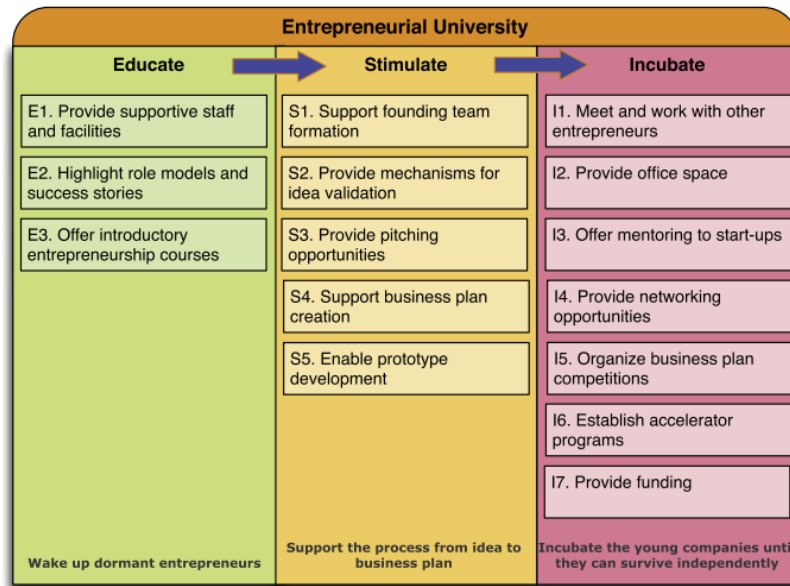 Entrepreneurial University
Educate
E1. Provide supportive staff
and facilities
E2. Highlight role models and
success stories
E3. Offer introductory
entrepreneurship courses
Wake up dormant entrepreneurs
Stimulate
S1. Support founding team
formation
S2. Provide mechanisms for
idea validation
S3. Provide pitching
opportunities
S4. Support business plan
creation
S5. Enable prototype
development
Support the process from idea to
business plan
Incubate
I1. Meet and work with other
entrepreneurs
I2. Provide office space
I3. Offer mentoring to start-ups
I4. Provide networking
opportunities
I5. Organize business plan
competitions
I6. Establish accelerator
programs
I7. Provide funding
Incubate the young companies until
they can survive independently